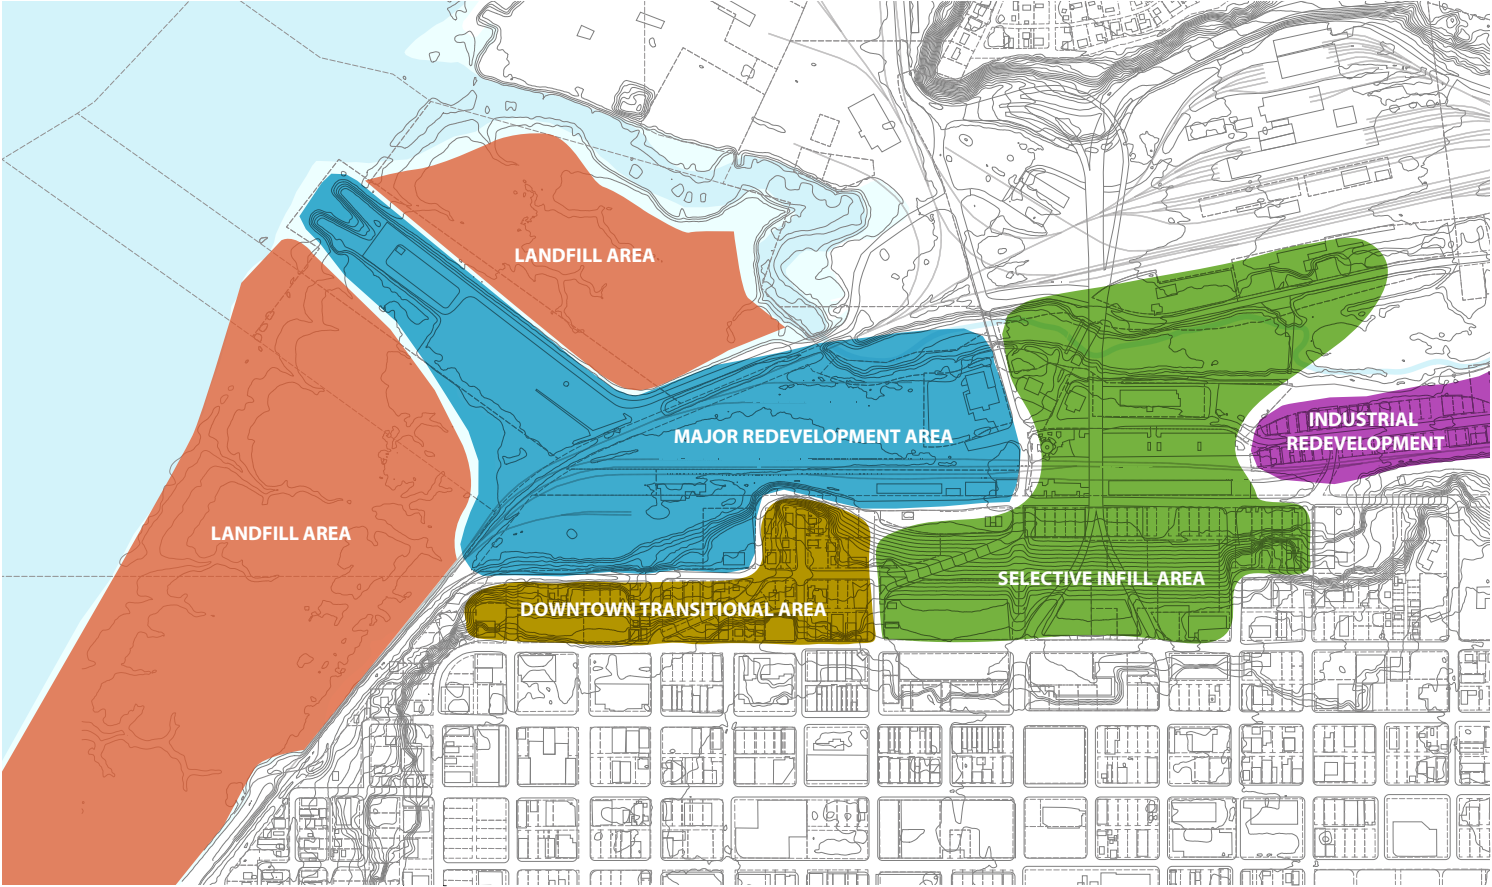 LANDFILL AREA
MAJOR REDEVELOPMENT AREA
INDUSTRIAL
REDEVELOPMENT
LANDFILL AREA
SELECTIVE INFILL AREA
DOWNTOWN TRANSITIONAL AREA